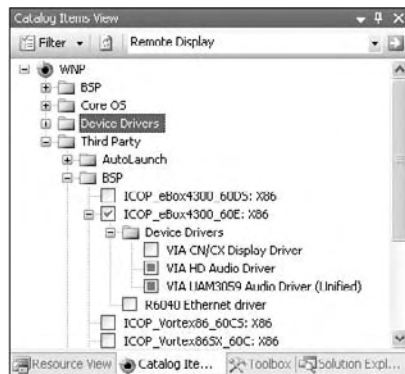 Catalog Items View
Filter Remote Display
WNP
BSP
Core OS
Device Drivers
Third Party
AutoLaunch
BSP
ICOP_eBox4300_60D5: X86
ICOP_eBox4300_60E: X86
Device Drivers
VIA CN/CX Display Driver
VIA HD Audio Driver
VIA UAM3059 Audio Driver (Unified)
R6040 Ethernet driver
ICOP_Vortex86_60C5: X86
ICOP_Vortex86SX_60C: X86
Resource View Catalog Ite... Toolbox Solution Expl...